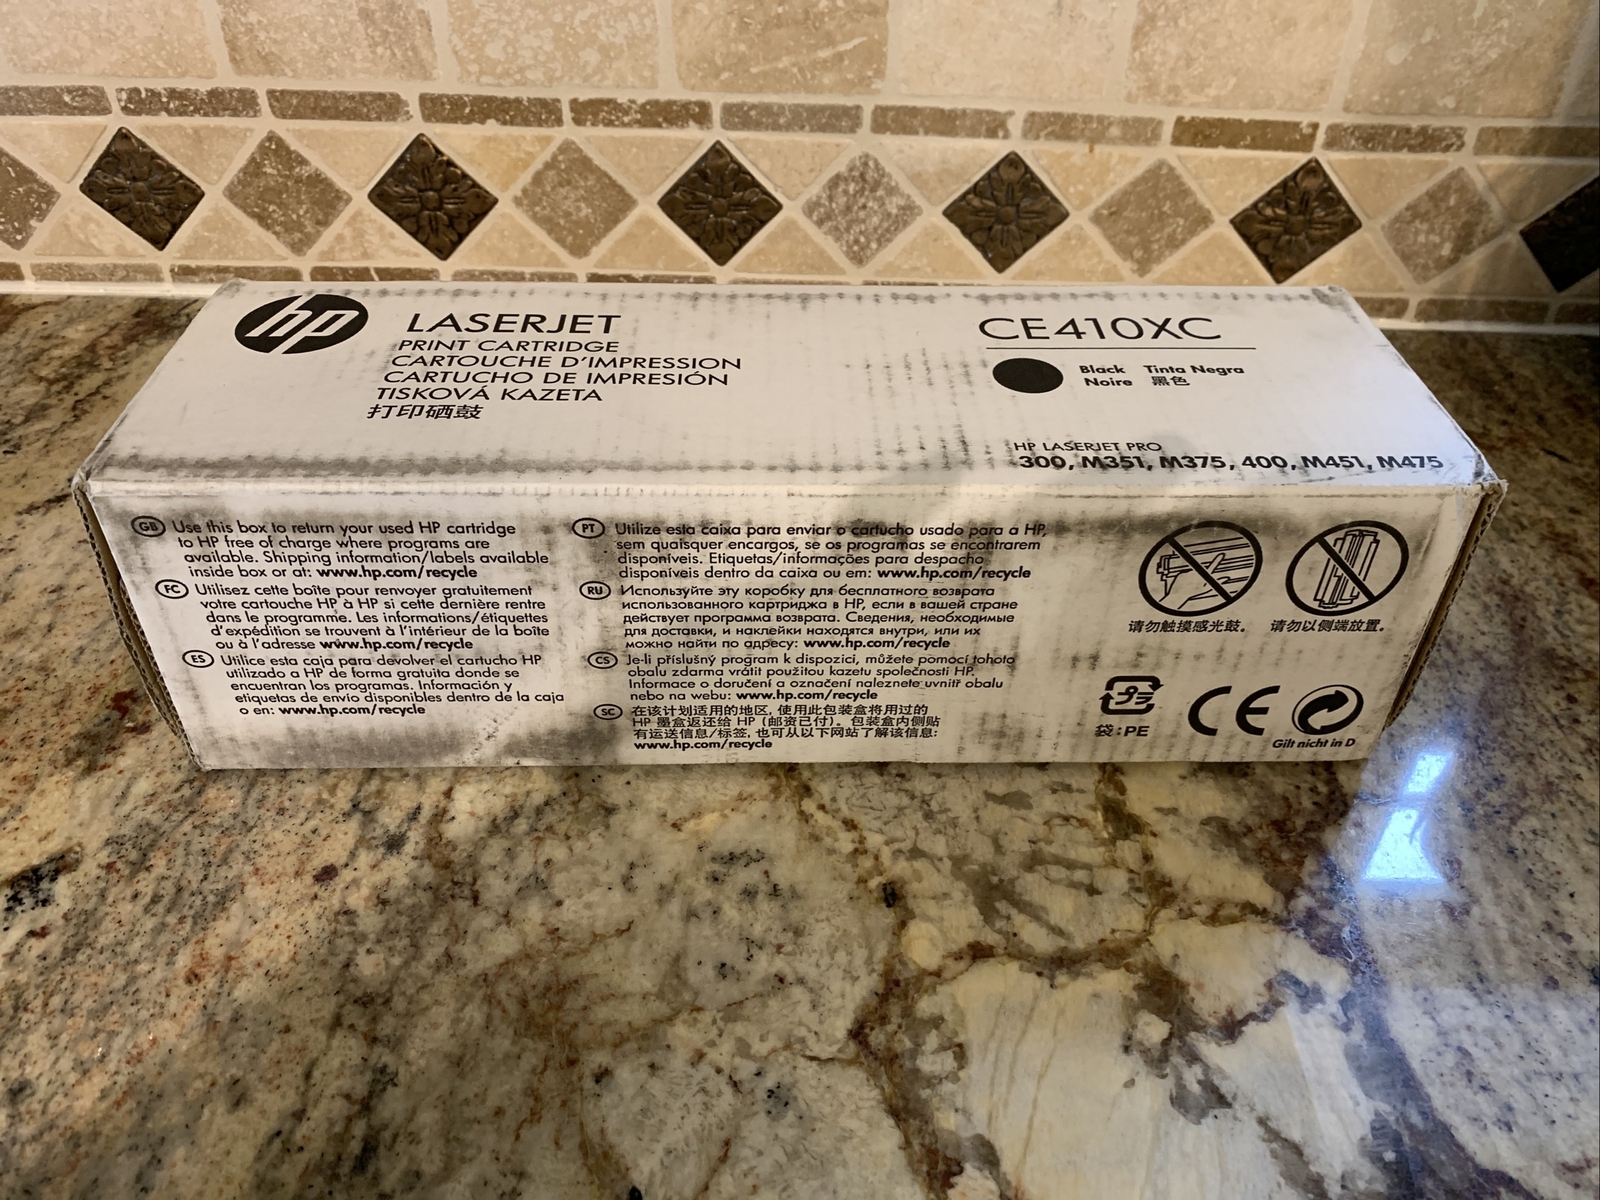 hp
LASERJET
PRINT CARTRIDGE
CARTOUCHE D'IMPRESSION
CARTUCHO DE IMPRESIÓN
TISKOVÁ KAZETA
打印硒鼓
CE410XC
Black Tinta Negra
Noire 黑色
HP LASERJET PRO
300, M351, M375, 400, M451, M475
GB Use this box to return your used HP cartridge
to HP free of charge where programs are
available. Shipping information/labels available
inside box or at: www.hp.com/recycle
FC Utilisez cette boîte pour renvoyer gratuitement
votre cartouche HP à HP si cette dernière rentre
dans le programme. Les informations/étiquettes
d'expédition se trouvent à l'intérieur de la boîte
ou à l'adresse www.hp.com/recycle
ES Utilice esta caja para devolver el cartucho HP
utilizado a HP de forma gratuita donde se
encuentran los programas. Información y
etiquetas de envío disponibles dentro de la caja
o en: www.hp.com/recycle
PT Utilize esta caixa para enviar o cartucho usado para a HP,
sem quaisquer encargos, se os programas se encontrarem
disponíveis. Etiquetas/informações para despacho
disponíveis dentro da caixa ou em: www.hp.com/recycle
RU Используйте эту коробку для бесплатного возврата
использованного картриджа в HP, если в вашей стране
действует программа возврата. Сведения, необходимые
для доставки, и наклейки находятся внутри, или их
можно найти по адресу: www.hp.com/recycle
CS Je-li příslušný program k dispozici, můžete pomocí tohoto
obalu zdarma vrátit použitou kazetu společnosti HP.
Informace o doručení a označení naleznete uvnitř obalu
nebo na webu: www.hp.com/recycle
SC 在该计划适用的地区, 使用此包装盒将用过的
HP 墨盒返还给 HP (邮资已付)。包装盒内侧贴
有运送信息/标签, 也可从以下网站了解该信息:
www.hp.com/recycle
请勿触摸感光鼓。 请勿以侧端放置。
プラ
袋:PE
CE
Gilt nicht in D